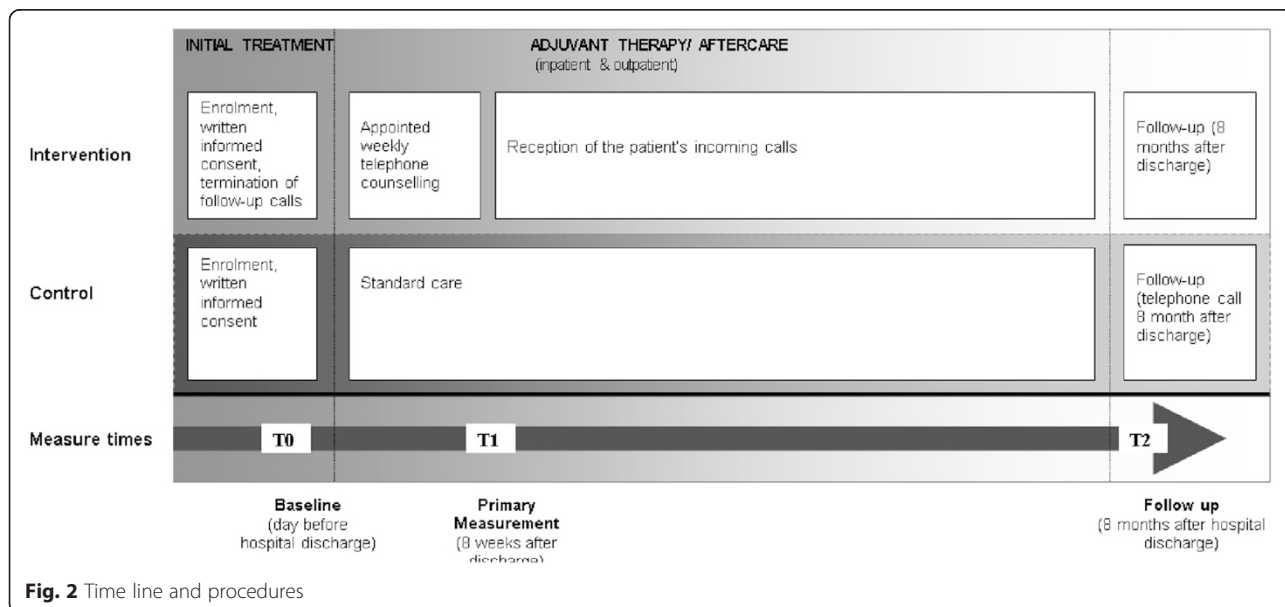 INITIAL TREATMENT
ADJUVANT THERAPY/ AFTERCARE
(inpatient & outpatient)
Intervention
Enrolment,
written
informed
consent,
termination of
follow-up calls
Appointed
weekly
telephone
counselling
Reception of the patient's incoming calls
Follow-up (8
months after
discharge)
Control
Enrolment,
written
informed
consent
Standard care
Follow-up
(telephone call
8 month after
discharge)
Measure times
T0
T1
T2
Baseline
(day before
hospital discharge)
Primary
Measurement
(8 weeks after
discharge)
Follow up
(8 months after hospital
discharge)
Fig. 2 Time line and procedures